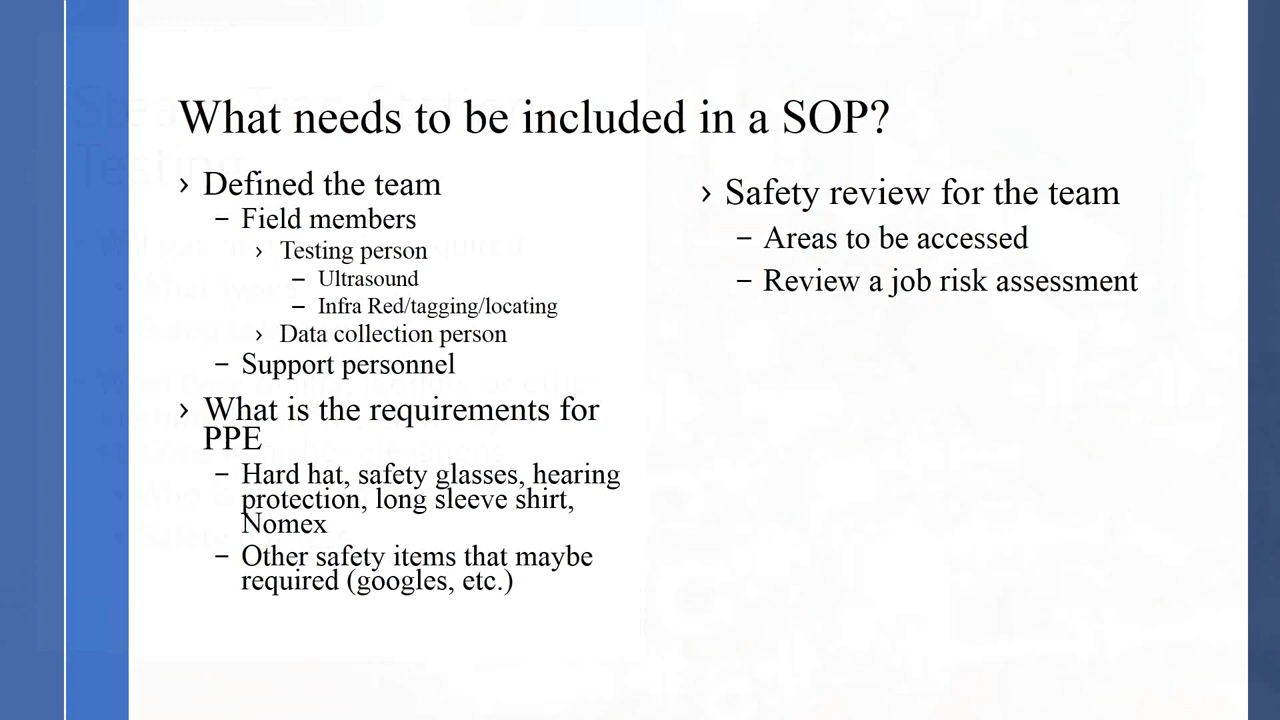 What needs to be included in a SOP?
› Defined the team
– Field members
› Testing person
– Ultrasound
– Infra Red/tagging/locating
› Data collection person
– Support personnel
› What is the requirements for
PPE
– Hard hat, safety glasses, hearing
protection, long sleeve shirt,
Nomex
– Other safety items that maybe
required (googles, etc.)
› Safety review for the team
– Areas to be accessed
– Review a job risk assessment
Testing